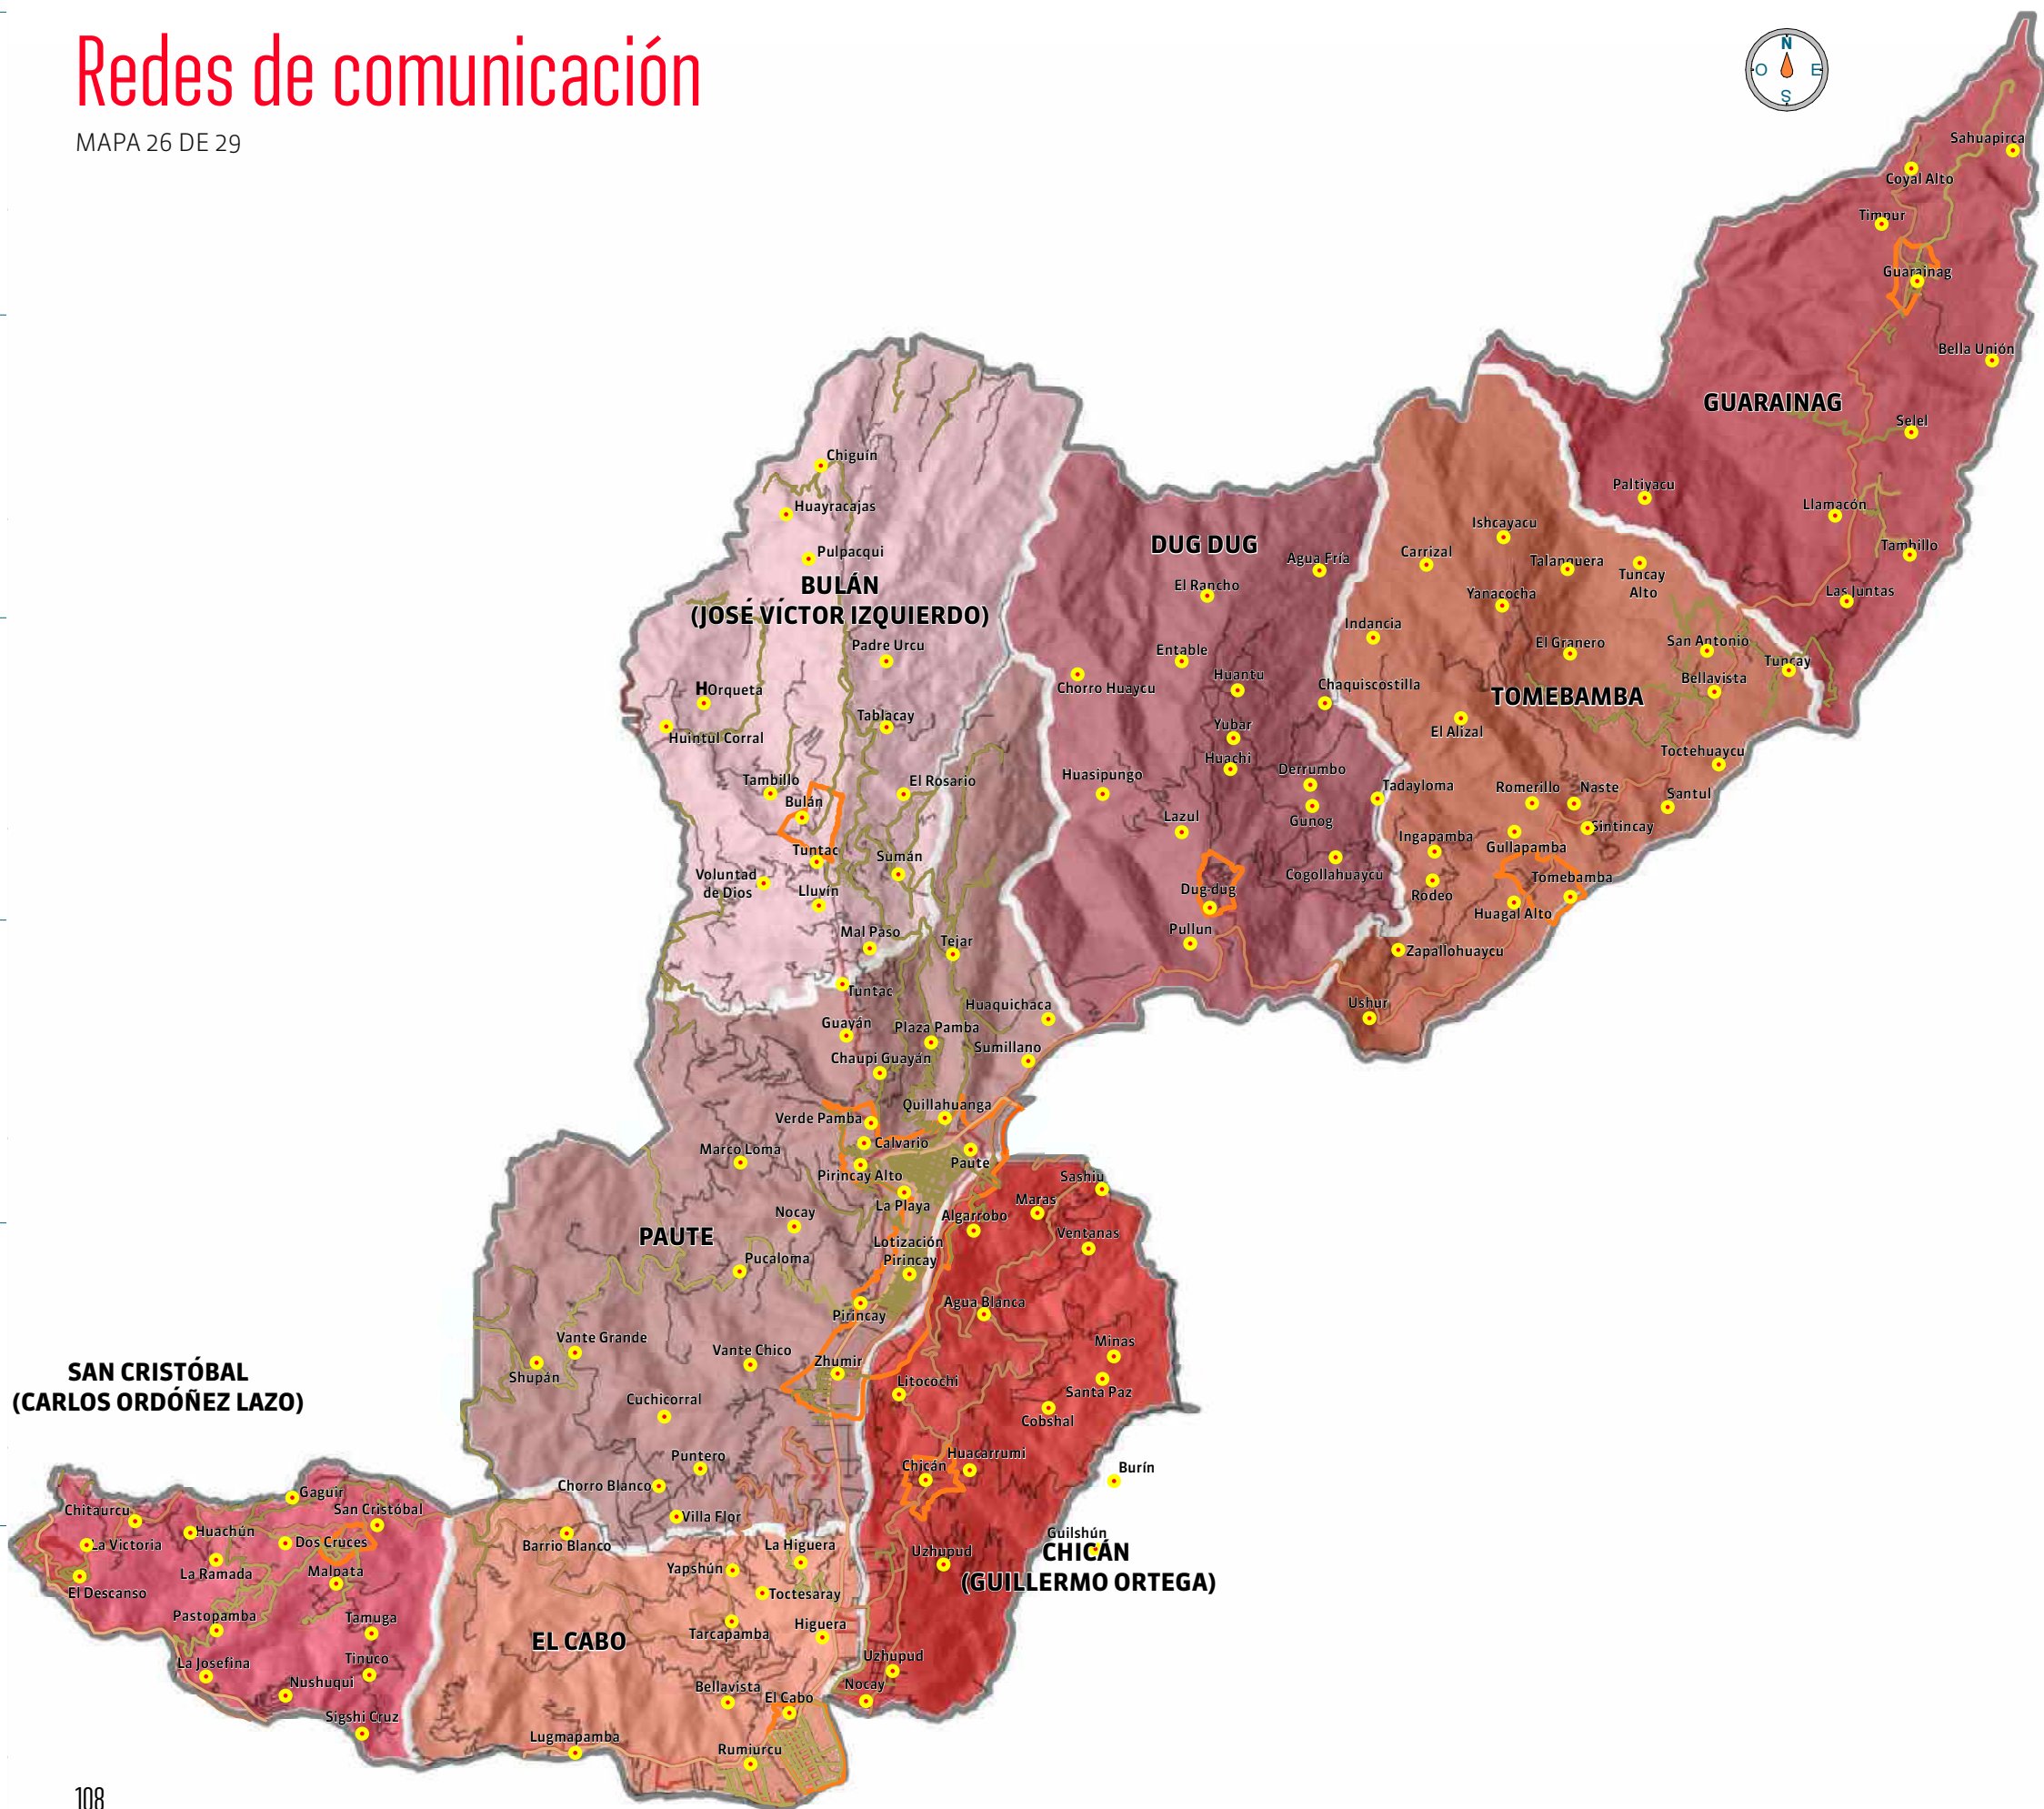 Redes de comunicación
MAPA 26 DE 29
N
O
E
S
Sahuapirca
Coyal Alto
Timpur
Guarainag
Bella Unión
GUARAINAG
Selel
Paltiyacu
Llamacón
Tambillo
Las Juntas
Chiguin
Huayracajas
Pulpacqui
BULÁN
(JOSÉ VÍCTOR IZQUIERDO)
Padre Urcu
HOrqueta
Tablacay
Huintul Corral
Tambillo
El Rosario
Bulán
Tuntac
Sumán
Voluntad
de Dios
Lluvin
Mal Paso
Tejar
Tuntac
DUG DUG
Agua Fría
El Rancho
Entable
Chorro Huaycu
Huantu
Chaquiscostilla
Yubar
Huachi
Huasipungo
Derrumbo
Gunog
Lazul
Cogollahuaycu
Dug-dug
Pullun
Ishcayacu
Carrizal
Talanquera
Tuncay
Alto
Yanacocha
Indancia
El Granero
San Antonio
Tuncay
Bellavista
TOMEBAMBA
El Alizal
Toctehuaycu
Tadayloma
Romerillo
Naste
Santul
Sintincay
Ingapamba
Gullapamba
Rodeo
Tomebamba
Huagal Alto
Zapallohuaycu
Ushur
Huaquichaca
Guayán
Plaza Pamba
Chaupi Guayán
Sumillano
Quillahuanga
Verde Pamba
Calvario
Marco Loma
Paute
Pirincay Alto
La Playa
Nocay
PAUTE
Lotización
Pirincay
Pucaloma
Pirincay
Vante Grande
Vante Chico
Zhumir
Shupán
Cuchicorral
Puntero
Chorro Blanco
Villa Flor
Sashiu
Maras
Algarrobo
Ventanas
Agua Blanca
Minas
Litocochi
Santa Paz
Cobshal
Huacarrumi
Chicán
Burín
Guilshún
CHICÁN
(GUILLERMO ORTEGA)
Uzhupud
Uzhupud
Nocay
SAN CRISTÓBAL
(CARLOS ORDÓÑEZ LAZO)
Gaguir
Chitaurcu
San Cristóbal
Huachún
La Victoria
Dos Cruces
La Ramada
Malpata
El Descanso
Pastopamba
Tamuga
La Josefina
Tinuco
Nushuqui
Sigshi Cruz
Barrio Blanco
La Higuera
Yapshún
Toctesaray
Tarcapamba
Higuera
EL CABO
Bellavista
El Cabo
Lugmapamba
Rumiurcu
108